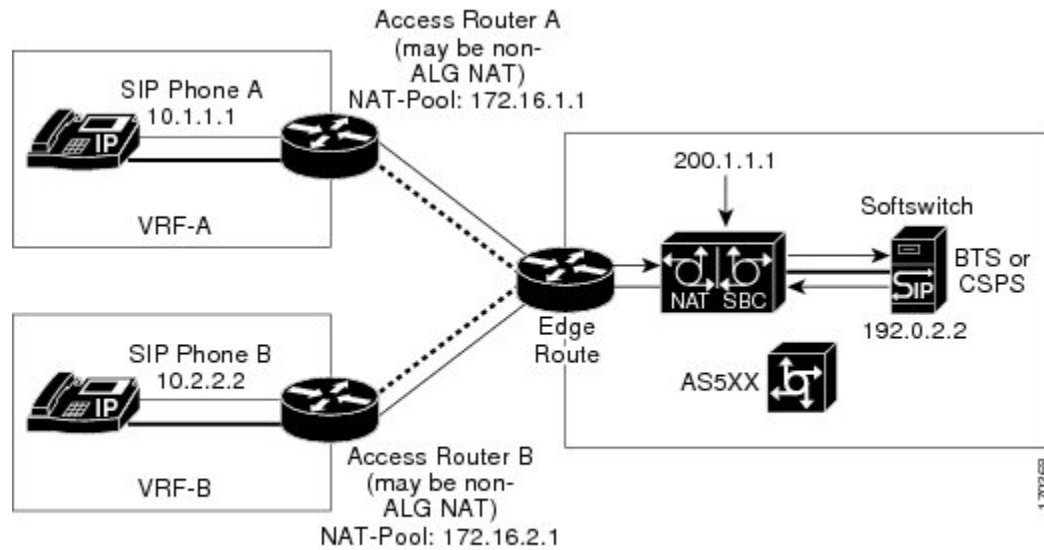 Access Router A
(may be non-
ALG NAT)
NAT-Pool: 172.16.1.1
SIP Phone A
10.1.1.1
IP
VRF-A
200.1.1.1
Softswitch
BTS or
CSPS
NAT SBC
SIP
192.0.2.2
Edge
Route
AS5XX
SIP Phone B
10.2.2.2
IP
VRF-B
Access Router B
(may be non-
ALG NAT)
NAT-Pool: 172.16.2.1
170368